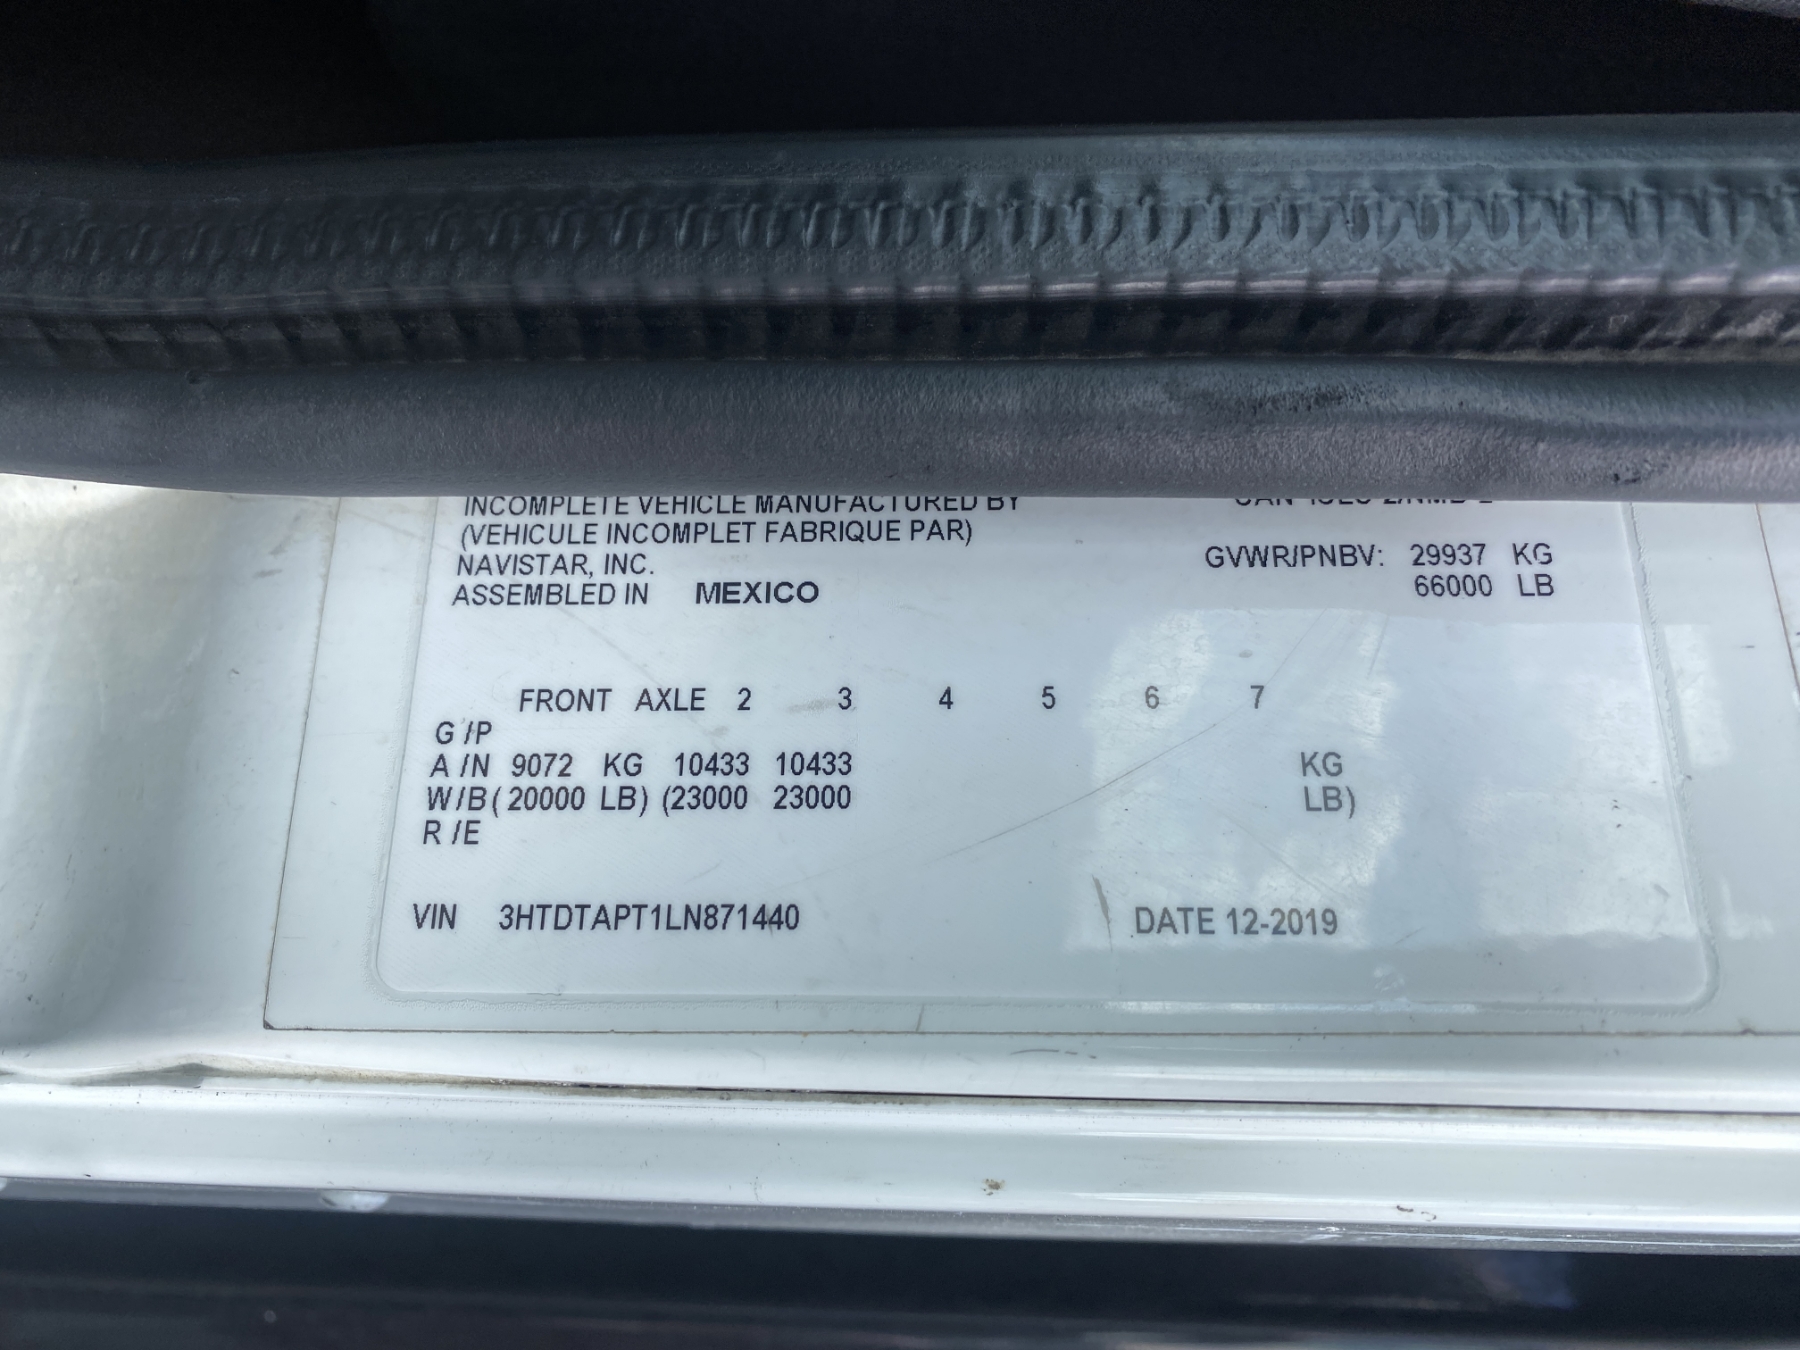 INCOMPLETE VEHICLE MANUFACTURED BY
(VEHICULE INCOMPLET FABRIQUE PAR)
NAVISTAR, INC.
ASSEMBLED IN MEXICO
GVWR/PNBV: 29937 KG
66000 LB
FRONT AXLE 2 3 4 5 6 7
G/P
A/N 9072 KG 10433 10433 KG
W/B (20000 LB) (23000 23000 LB)
R/E
VIN 3HTDTAPT1LN871440 DATE 12-2019